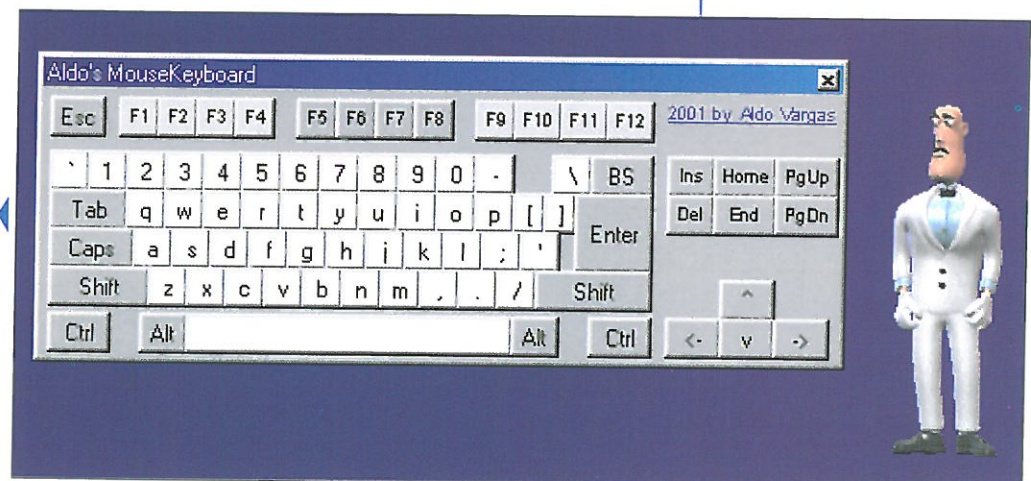 Aldo's MouseKeyboard
Esc F1 F2 F3 F4 F5 F6 F7 F8 F9 F10 F11 F12 2001 by Aldo Vargas
` 1 2 3 4 5 6 7 8 9 0 - \ BS Ins Home PgUp
Tab q w e r t y u i o p [ ] Enter Del End PgDn
Caps a s d f g h j k l ; '
Shift z x c v b n m , . / Shift ^
Ctrl Alt Alt Ctrl <- v ->